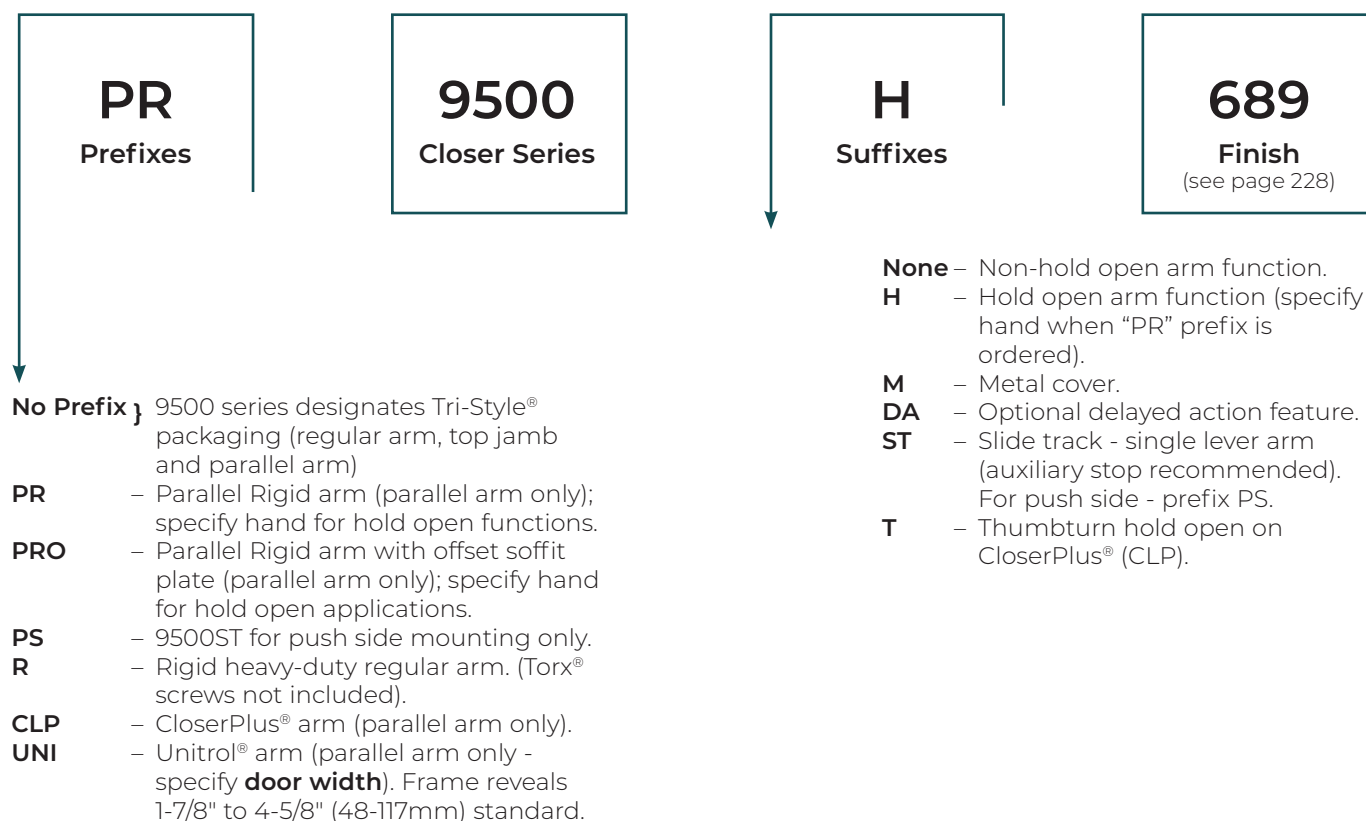 PR
Prefixes
9500
Closer Series
H
Suffixes
689
Finish
(see page 228)
No Prefix } 9500 series designates Tri-Style®
packaging (regular arm, top jamb
and parallel arm)
PR – Parallel Rigid arm (parallel arm only);
specify hand for hold open functions.
PRO – Parallel Rigid arm with offset soffit
plate (parallel arm only); specify hand
for hold open applications.
PS – 9500ST for push side mounting only.
R – Rigid heavy-duty regular arm. (Torx®
screws not included).
CLP – CloserPlus® arm (parallel arm only).
UNI – Unitrol® arm (parallel arm only -
specify door width). Frame reveals
1-7/8" to 4-5/8" (48-117mm) standard.
None – Non-hold open arm function.
H – Hold open arm function (specify
hand when “PR” prefix is
ordered).
M – Metal cover.
DA – Optional delayed action feature.
ST – Slide track - single lever arm
(auxiliary stop recommended).
For push side - prefix PS.
T – Thumbturn hold open on
CloserPlus® (CLP).